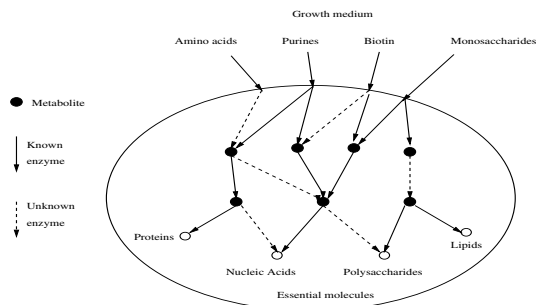 Growth medium
Amino acids Purines Biotin Monosaccharides
Metabolite
Known
enzyme
Unknown
enzyme
Proteins
Nucleic Acids
Polysaccharides
Lipids
Essential molecules